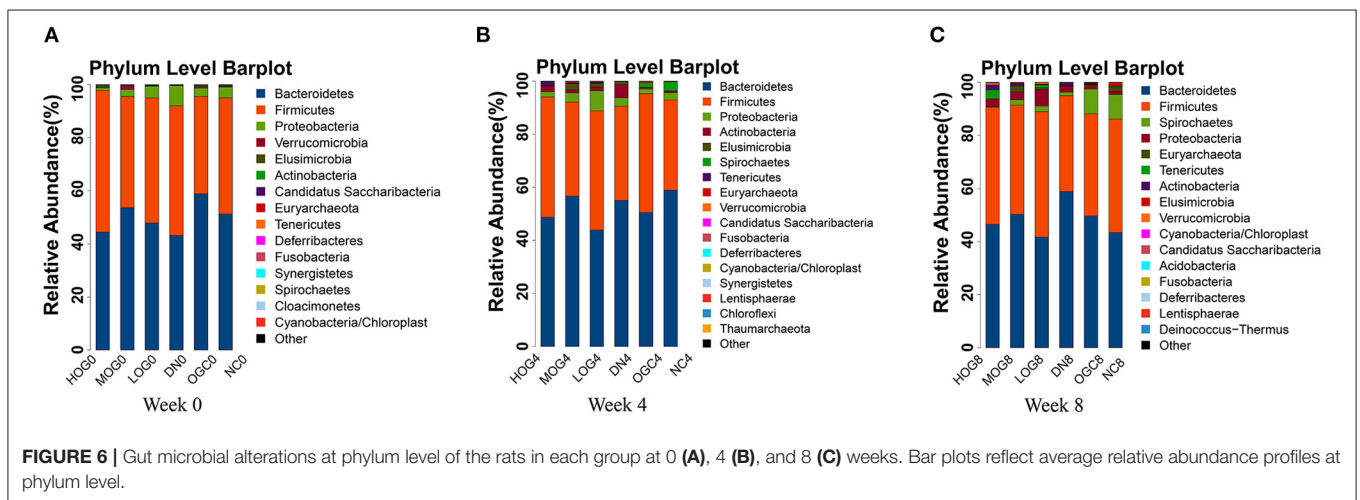 A
Phylum Level Barplot
Relative Abundance(%)
0
20
40
60
80
100
HOG0
MOG0
LOG0
DN0
OGC0
NC0
Week 0
Bacteroidetes
Firmicutes
Proteobacteria
Verrucomicrobia
Elusimicrobia
Actinobacteria
Candidatus Saccharibacteria
Euryarchaeota
Tenericutes
Deferribacteres
Fusobacteria
Synergistetes
Spirochaetes
Cloacimonetes
Cyanobacteria/Chloroplast
Other
B
Phylum Level Barplot
Relative Abundance(%)
0
20
40
60
80
100
HOG4
MOG4
LOG4
DN4
OGC4
NC4
Week 4
Bacteroidetes
Firmicutes
Proteobacteria
Actinobacteria
Elusimicrobia
Spirochaetes
Tenericutes
Euryarchaeota
Verrucomicrobia
Candidatus Saccharibacteria
Fusobacteria
Deferribacteres
Cyanobacteria/Chloroplast
Synergistetes
Lentisphaerae
Chloroflexi
Thaumarchaeota
Other
C
Phylum Level Barplot
Relative Abundance(%)
0
20
40
60
80
100
HOG8
MOG8
LOG8
DN8
OGC8
NC8
Week 8
Bacteroidetes
Firmicutes
Spirochaetes
Proteobacteria
Euryarchaeota
Tenericutes
Actinobacteria
Elusimicrobia
Verrucomicrobia
Cyanobacteria/Chloroplast
Candidatus Saccharibacteria
Acidobacteria
Fusobacteria
Deferribacteres
Lentisphaerae
Deinococcus−Thermus
Other
FIGURE 6 | Gut microbial alterations at phylum level of the rats in each group at 0 (A), 4 (B), and 8 (C) weeks. Bar plots reflect average relative abundance profiles at
phylum level.